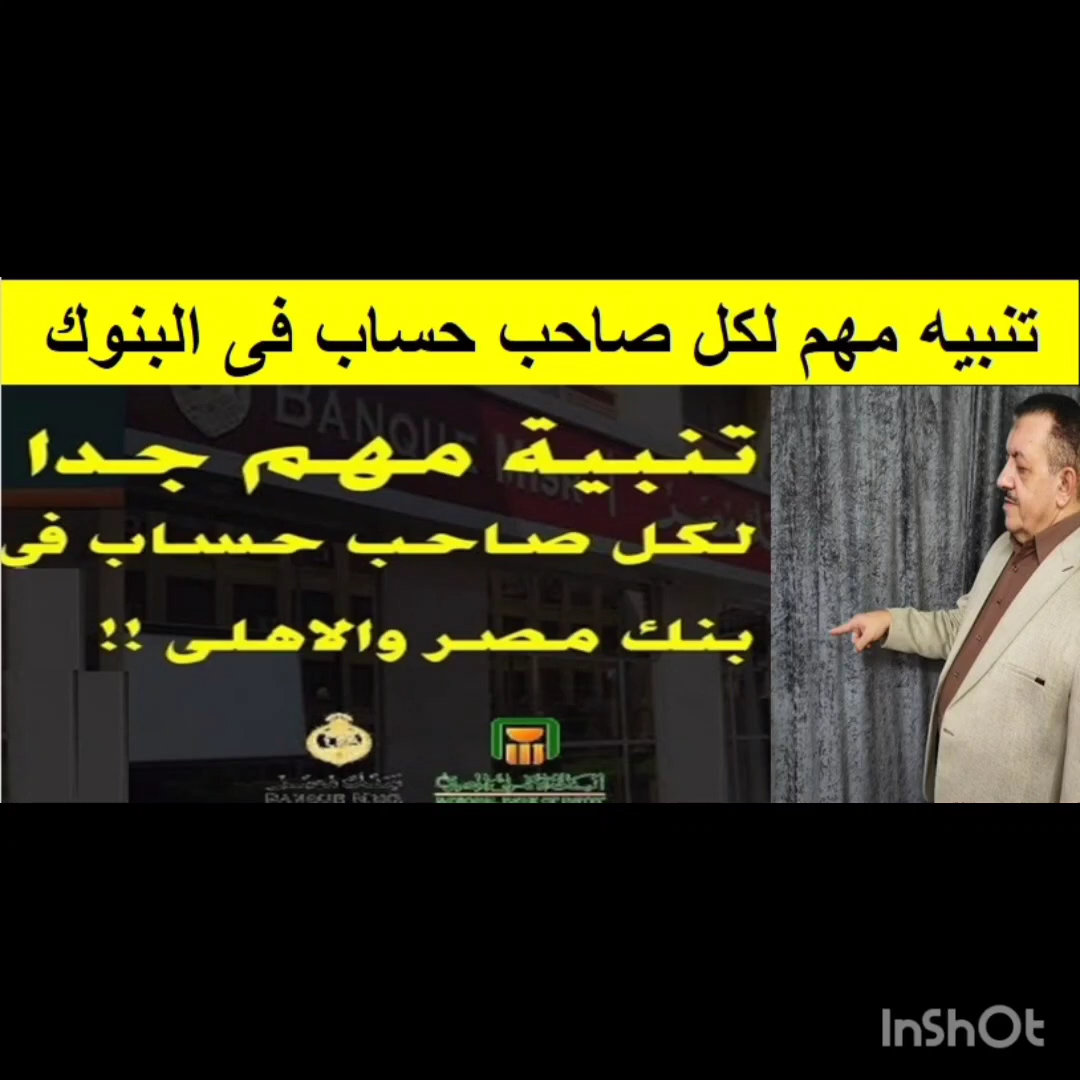 تنبيه مهم لكل صاحب حساب فى البنوك
BANQUE MISR
تنبية مهم جدا
لكل صاحب حساب فى
بنك مصر والاهلى !!
InShOt